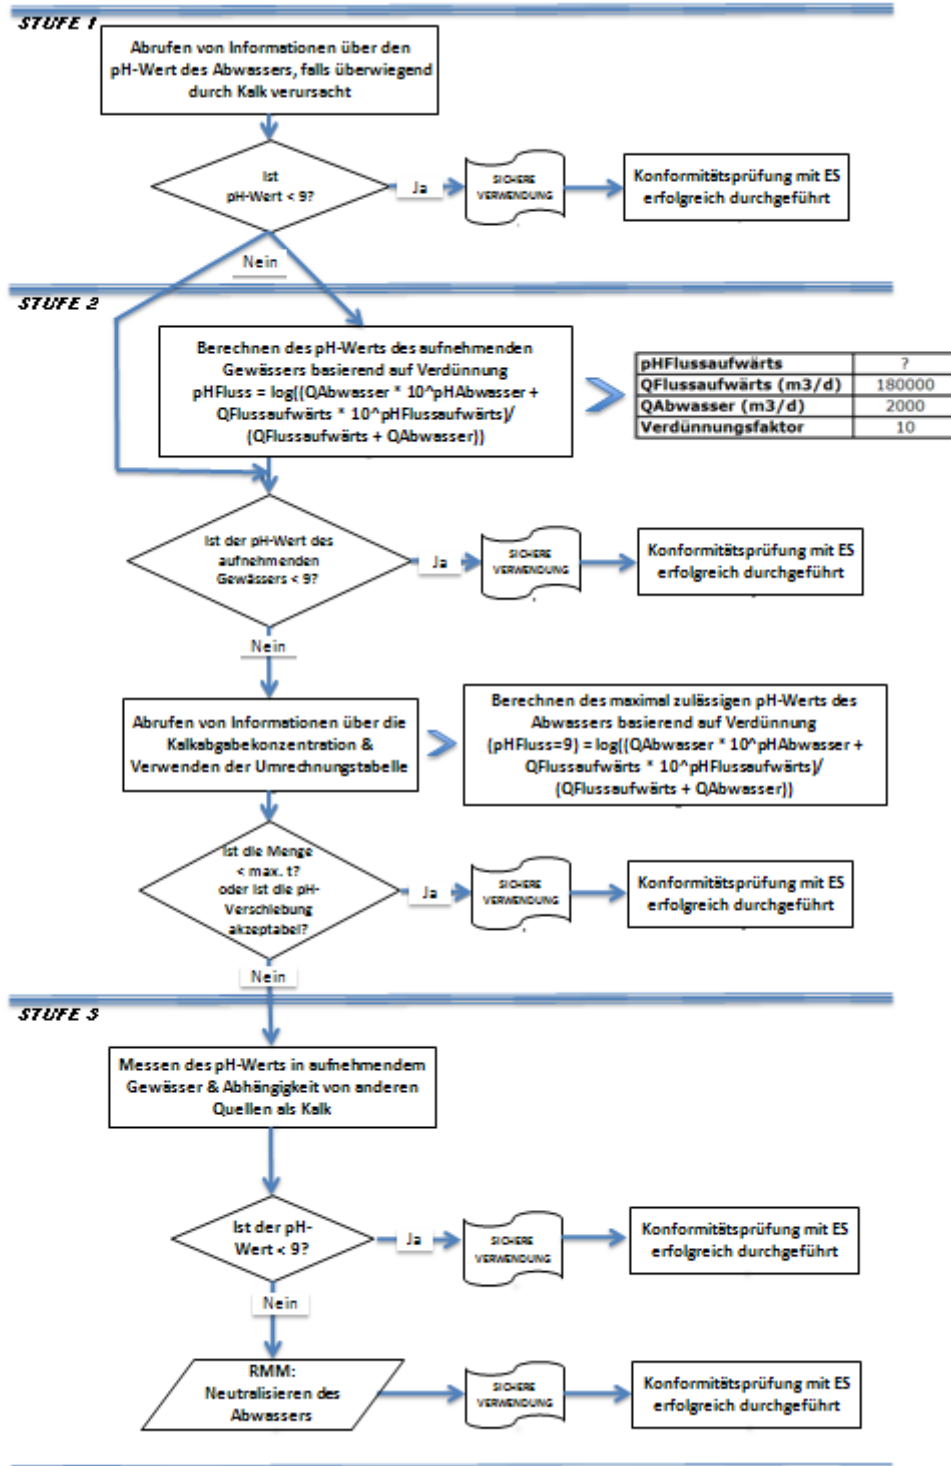 STUFE 1
Abrufen von Informationen über den
pH-Wert des Abwassers, falls überwiegend
durch Kalk verursacht
Ist
pH-Wert < 9?
Ja
SICHERE
VERWENDUNG
Konformitätsprüfung mit ES
erfolgreich durchgeführt
Nein
STUFE 2
Berechnen des pH-Werts des aufnehmenden
Gewässers basierend auf Verdünnung
pHFluss = log((QAbwasser * 10^pHAbwasser +
QFlussaufwärts * 10^pHFlussaufwärts)/
(QFlussaufwärts + QAbwasser))
pHFlussaufwärts ?
QFlussaufwärts (m3/d) 180000
QAbwasser (m3/d) 2000
Verdünnungsfaktor 10
Ist der pH-Wert des
aufnehmenden
Gewässers < 9?
Ja
SICHERE
VERWENDUNG
Konformitätsprüfung mit ES
erfolgreich durchgeführt
Nein
Abrufen von Informationen über die
Kalkabgabekonzentration &
Verwenden der Umrechnungstabelle
Berechnen des maximal zulässigen pH-Werts des
Abwassers basierend auf Verdünnung
(pHFluss=9) = log((QAbwasser * 10^pHAbwasser +
QFlussaufwärts * 10^pHFlussaufwärts)/
(QFlussaufwärts + QAbwasser))
Ist die Menge
< max. t?
oder ist die pH-
Verschiebung
akzeptabel?
Ja
SICHERE
VERWENDUNG
Konformitätsprüfung mit ES
erfolgreich durchgeführt
Nein
STUFE 3
Messen des pH-Werts in aufnehmendem
Gewässer & Abhängigkeit von anderen
Quellen als Kalk
Ist der pH-
Wert < 9?
Ja
SICHERE
VERWENDUNG
Konformitätsprüfung mit ES
erfolgreich durchgeführt
Nein
RMM:
Neutralisieren des
Abwassers
SICHERE
VERWENDUNG
Konformitätsprüfung mit ES
erfolgreich durchgeführt